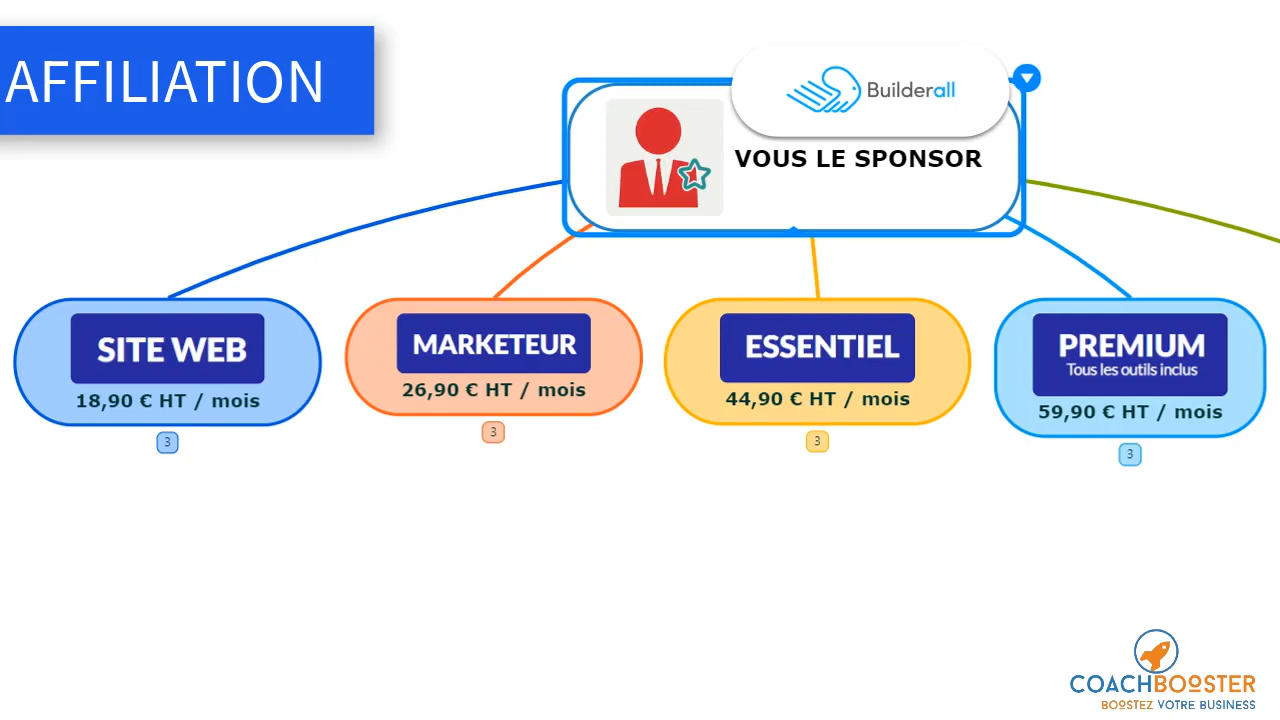 AFFILIATION
Builderall
VOUS LE SPONSOR
SITE WEB
18,90 € HT / mois
3
MARKETEUR
26,90 € HT / mois
3
ESSENTIEL
44,90 € HT / mois
3
PREMIUM
Tous les outils inclus
59,90 € HT / mois
3
COACHBOOSTER
BOOSTEZ VOTRE BUSINESS